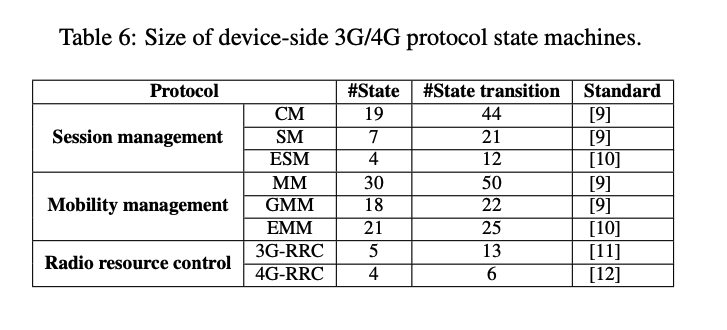 Table 6: Size of device-side 3G/4G protocol state machines.
Protocol #State #State transition Standard
Session management CM 19 44 [9]
SM 7 21 [9]
ESM 4 12 [10]
Mobility management MM 30 50 [9]
GMM 18 22 [9]
EMM 21 25 [10]
Radio resource control 3G-RRC 5 13 [11]
4G-RRC 4 6 [12]